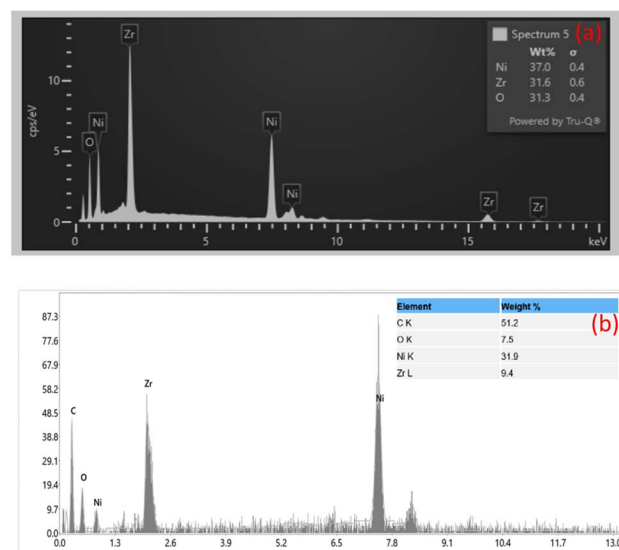 Spectrum 5 (a)
Wt% σ
Ni 37.0 0.4
Zr 31.6 0.6
O 31.3 0.4
Powered by Tru-Q®
Zr
Ni
O
Ni
Ni
Zr
Zr
cps/eV
10
5
0
0 5 10 15 keV
Element Weight % (b)
C K 51.2
O K 7.5
Ni K 31.9
Zr L 9.4
87.3
77.6
67.9
58.2
48.5
38.8
29.1
19.4
9.7
0.0
C
O
Ni
Zr
Ni
0.0 1.3 2.6 3.9 5.2 6.5 7.8 9.1 10.4 11.7 13.0